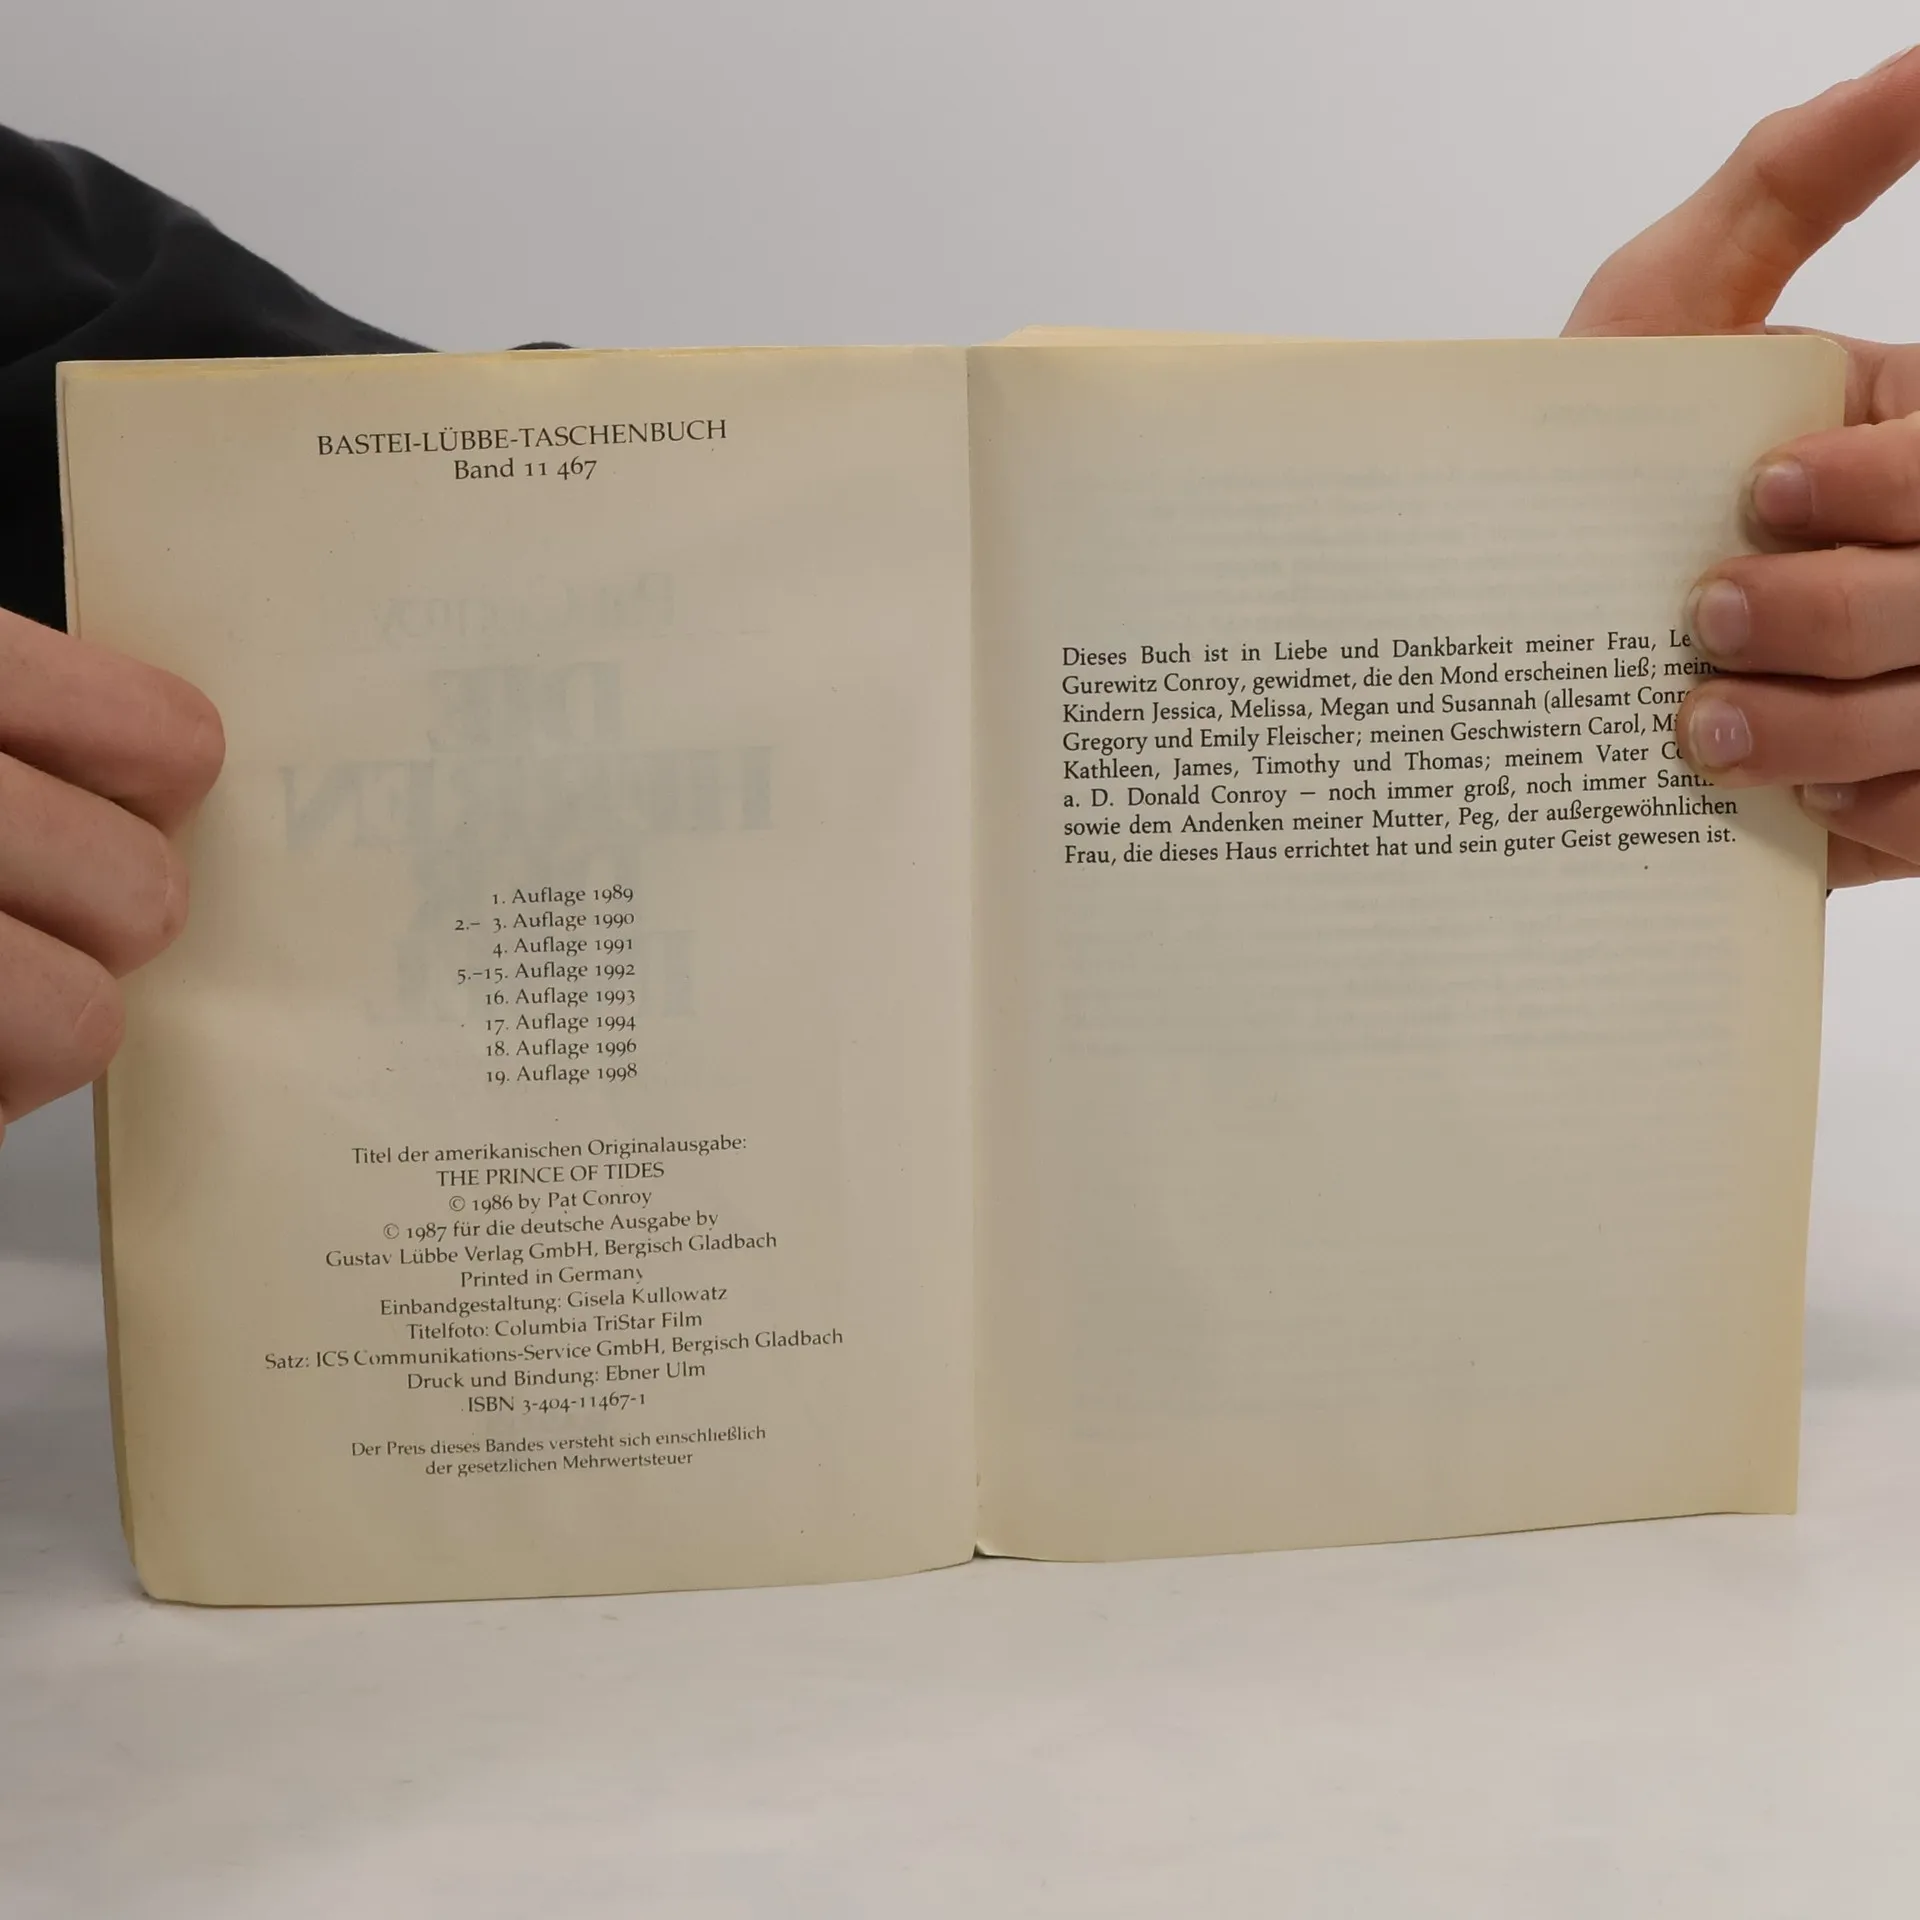 BASTEI-LÜBBE-TASCHENBUCH
Band 11 467
1. Auflage 1989
2.– 3. Auflage 1990
4. Auflage 1991
5.–15. Auflage 1992
16. Auflage 1993
17. Auflage 1994
18. Auflage 1996
19. Auflage 1998
Titel der amerikanischen Originalausgabe:
THE PRINCE OF TIDES
© 1986 by Pat Conroy
© 1987 für die deutsche Ausgabe by
Gustav Lübbe Verlag GmbH, Bergisch Gladbach
Printed in Germany
Einbandgestaltung: Gisela Kullowatz
Titelfoto: Columbia TriStar Film
Satz: ICS Communikations-Service GmbH, Bergisch Gladbach
Druck und Bindung: Ebner Ulm
ISBN 3-404-11467-1
Der Preis dieses Bandes versteht sich einschließlich
der gesetzlichen Mehrwertsteuer
Dieses Buch ist in Liebe und Dankbarkeit meiner Frau,
Gurewitz Conroy, gewidmet, die den Mond erscheinen ließ;
Kindern Jessica, Melissa, Megan und Susannah (allesamt
Gregory und Emily Fleischer; meinen Geschwistern Carol,
Kathleen, James, Timothy und Thomas; meinem Vater
a. D. Donald Conroy — noch immer groß, noch immer
sowie dem Andenken meiner Mutter, Peg, der außergewöhnlichen
Frau, die dieses Haus errichtet hat und sein guter Geist gewesen ist.